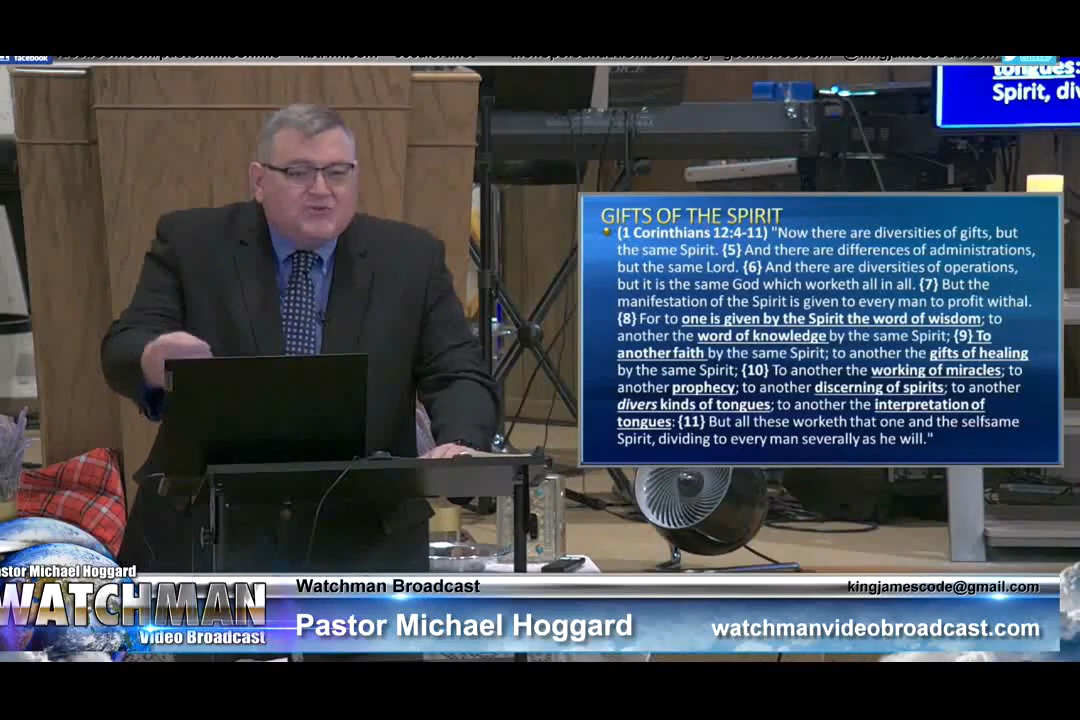 facebook
tongues:
Spirit, div
GIFTS OF THE SPIRIT
(1 Corinthians 12:4-11) "Now there are diversities of gifts, but
the same Spirit. {5} And there are differences of administrations,
but the same Lord. {6} And there are diversities of operations,
but it is the same God which worketh all in all. {7} But the
manifestation of the Spirit is given to every man to profit withal.
{8} For to one is given by the Spirit the word of wisdom; to
another the word of knowledge by the same Spirit; {9} To
another faith by the same Spirit; to another the gifts of healing
by the same Spirit; {10} To another the working of miracles; to
another prophecy; to another discerning of spirits; to another
divers kinds of tongues; to another the interpretation of
tongues: {11} But all these worketh that one and the selfsame
Spirit, dividing to every man severally as he will."
astor Michael Hoggard
WATCHMAN
Video Broadcast
Watchman Broadcast
kingjamescode@gmail.com
Pastor Michael Hoggard
watchmanvideobroadcast.com